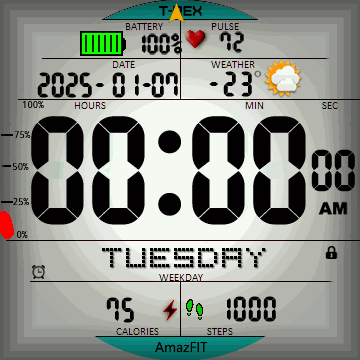 T-REX
BATTERY PULSE
100% 72
DATE WEATHER
2025-01-07 -23°
100% HOURS MIN SEC
75%
50%
25%
0%
00:00 00
AM
TUESDAY
WEEKDAY
75 1000
CALORIES STEPS
AmazFIT